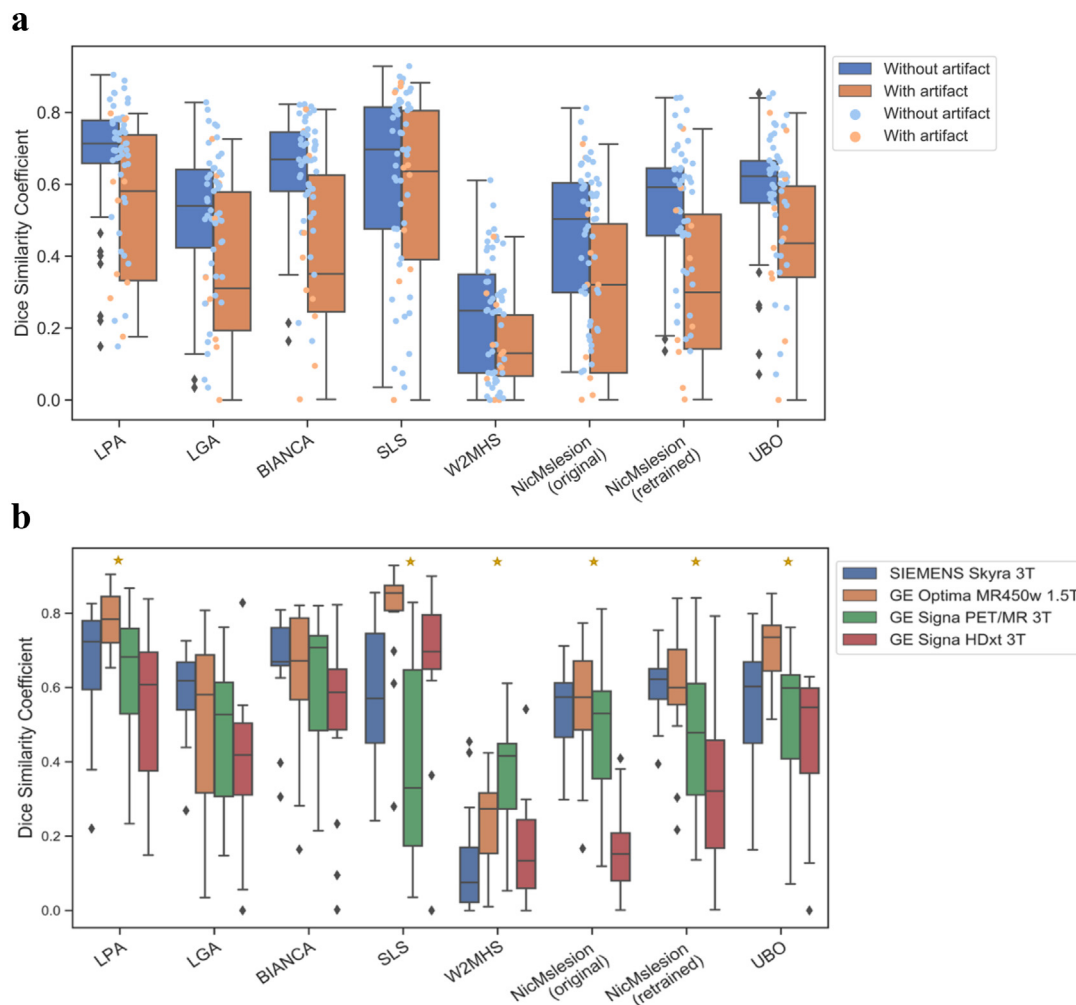 a
Without artifact
With artifact
Without artifact
With artifact
Dice Similarity Coefficient
0.8
0.6
0.4
0.2
0.0
LPA
LGA
BIANCA
SLS
W2MHS
NicMslesion
(original)
NicMslesion
(retrained)
UBO
b
SIEMENS Skyra 3T
GE Optima MR450w 1.5T
GE Signa PET/MR 3T
GE Signa HDxt 3T
Dice Similarity Coefficient
0.8
0.6
0.4
0.2
0.0
LPA
LGA
BIANCA
SLS
W2MHS
NicMslesion
(original)
NicMslesion
(retrained)
UBO